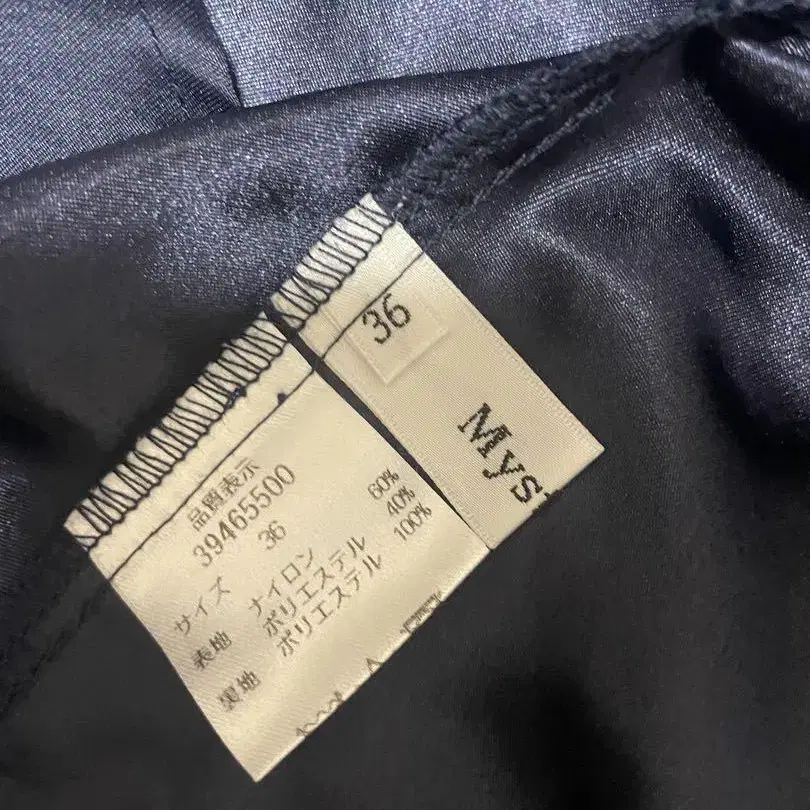 36
品質表示
39465500
サイズ 36
表地 ナイロン 60%
ポリエステル 40%
裏地 ポリエステル 100%